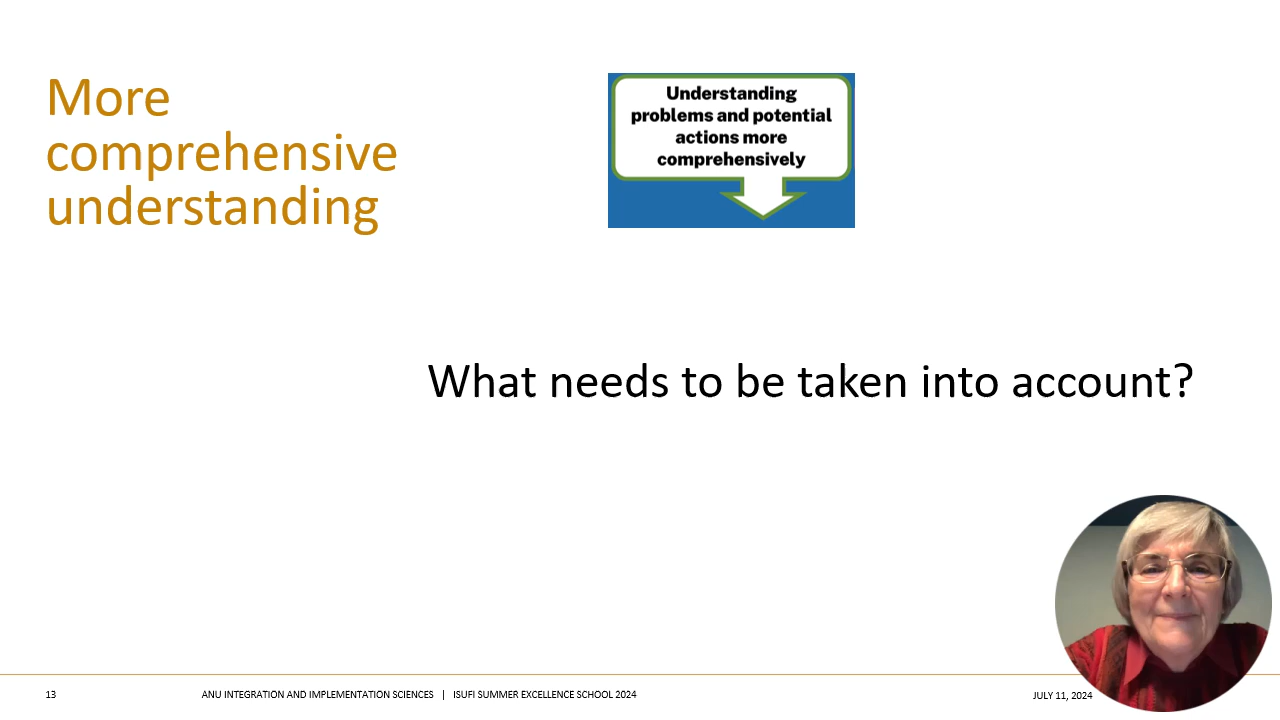 More
comprehensive
understanding
Understanding
problems and potential
actions more
comprehensively
What needs to be taken into account?
13
ANU INTEGRATION AND IMPLEMENTATION SCIENCES | ISUFI SUMMER EXCELLENCE SCHOOL 2024
JULY 11, 2024